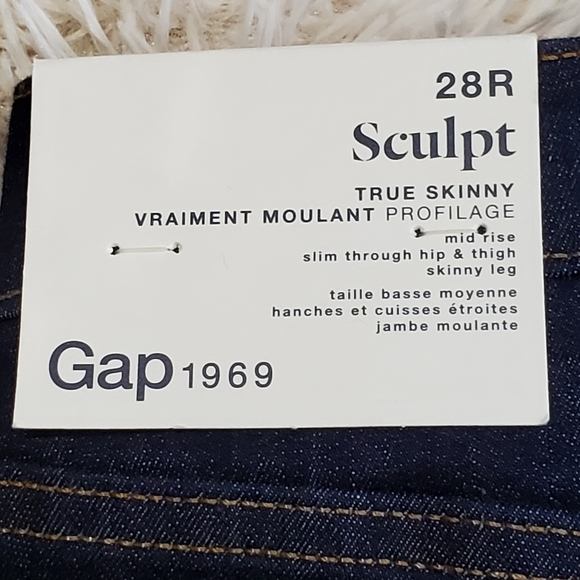 28R
Sculpt
TRUE SKINNY
VRAIMENT MOULANT PROFILAGE
mid rise
slim through hip & thigh
skinny leg
taille basse moyenne
hanches et cuisses étroites
jambe moulante
Gap 1969